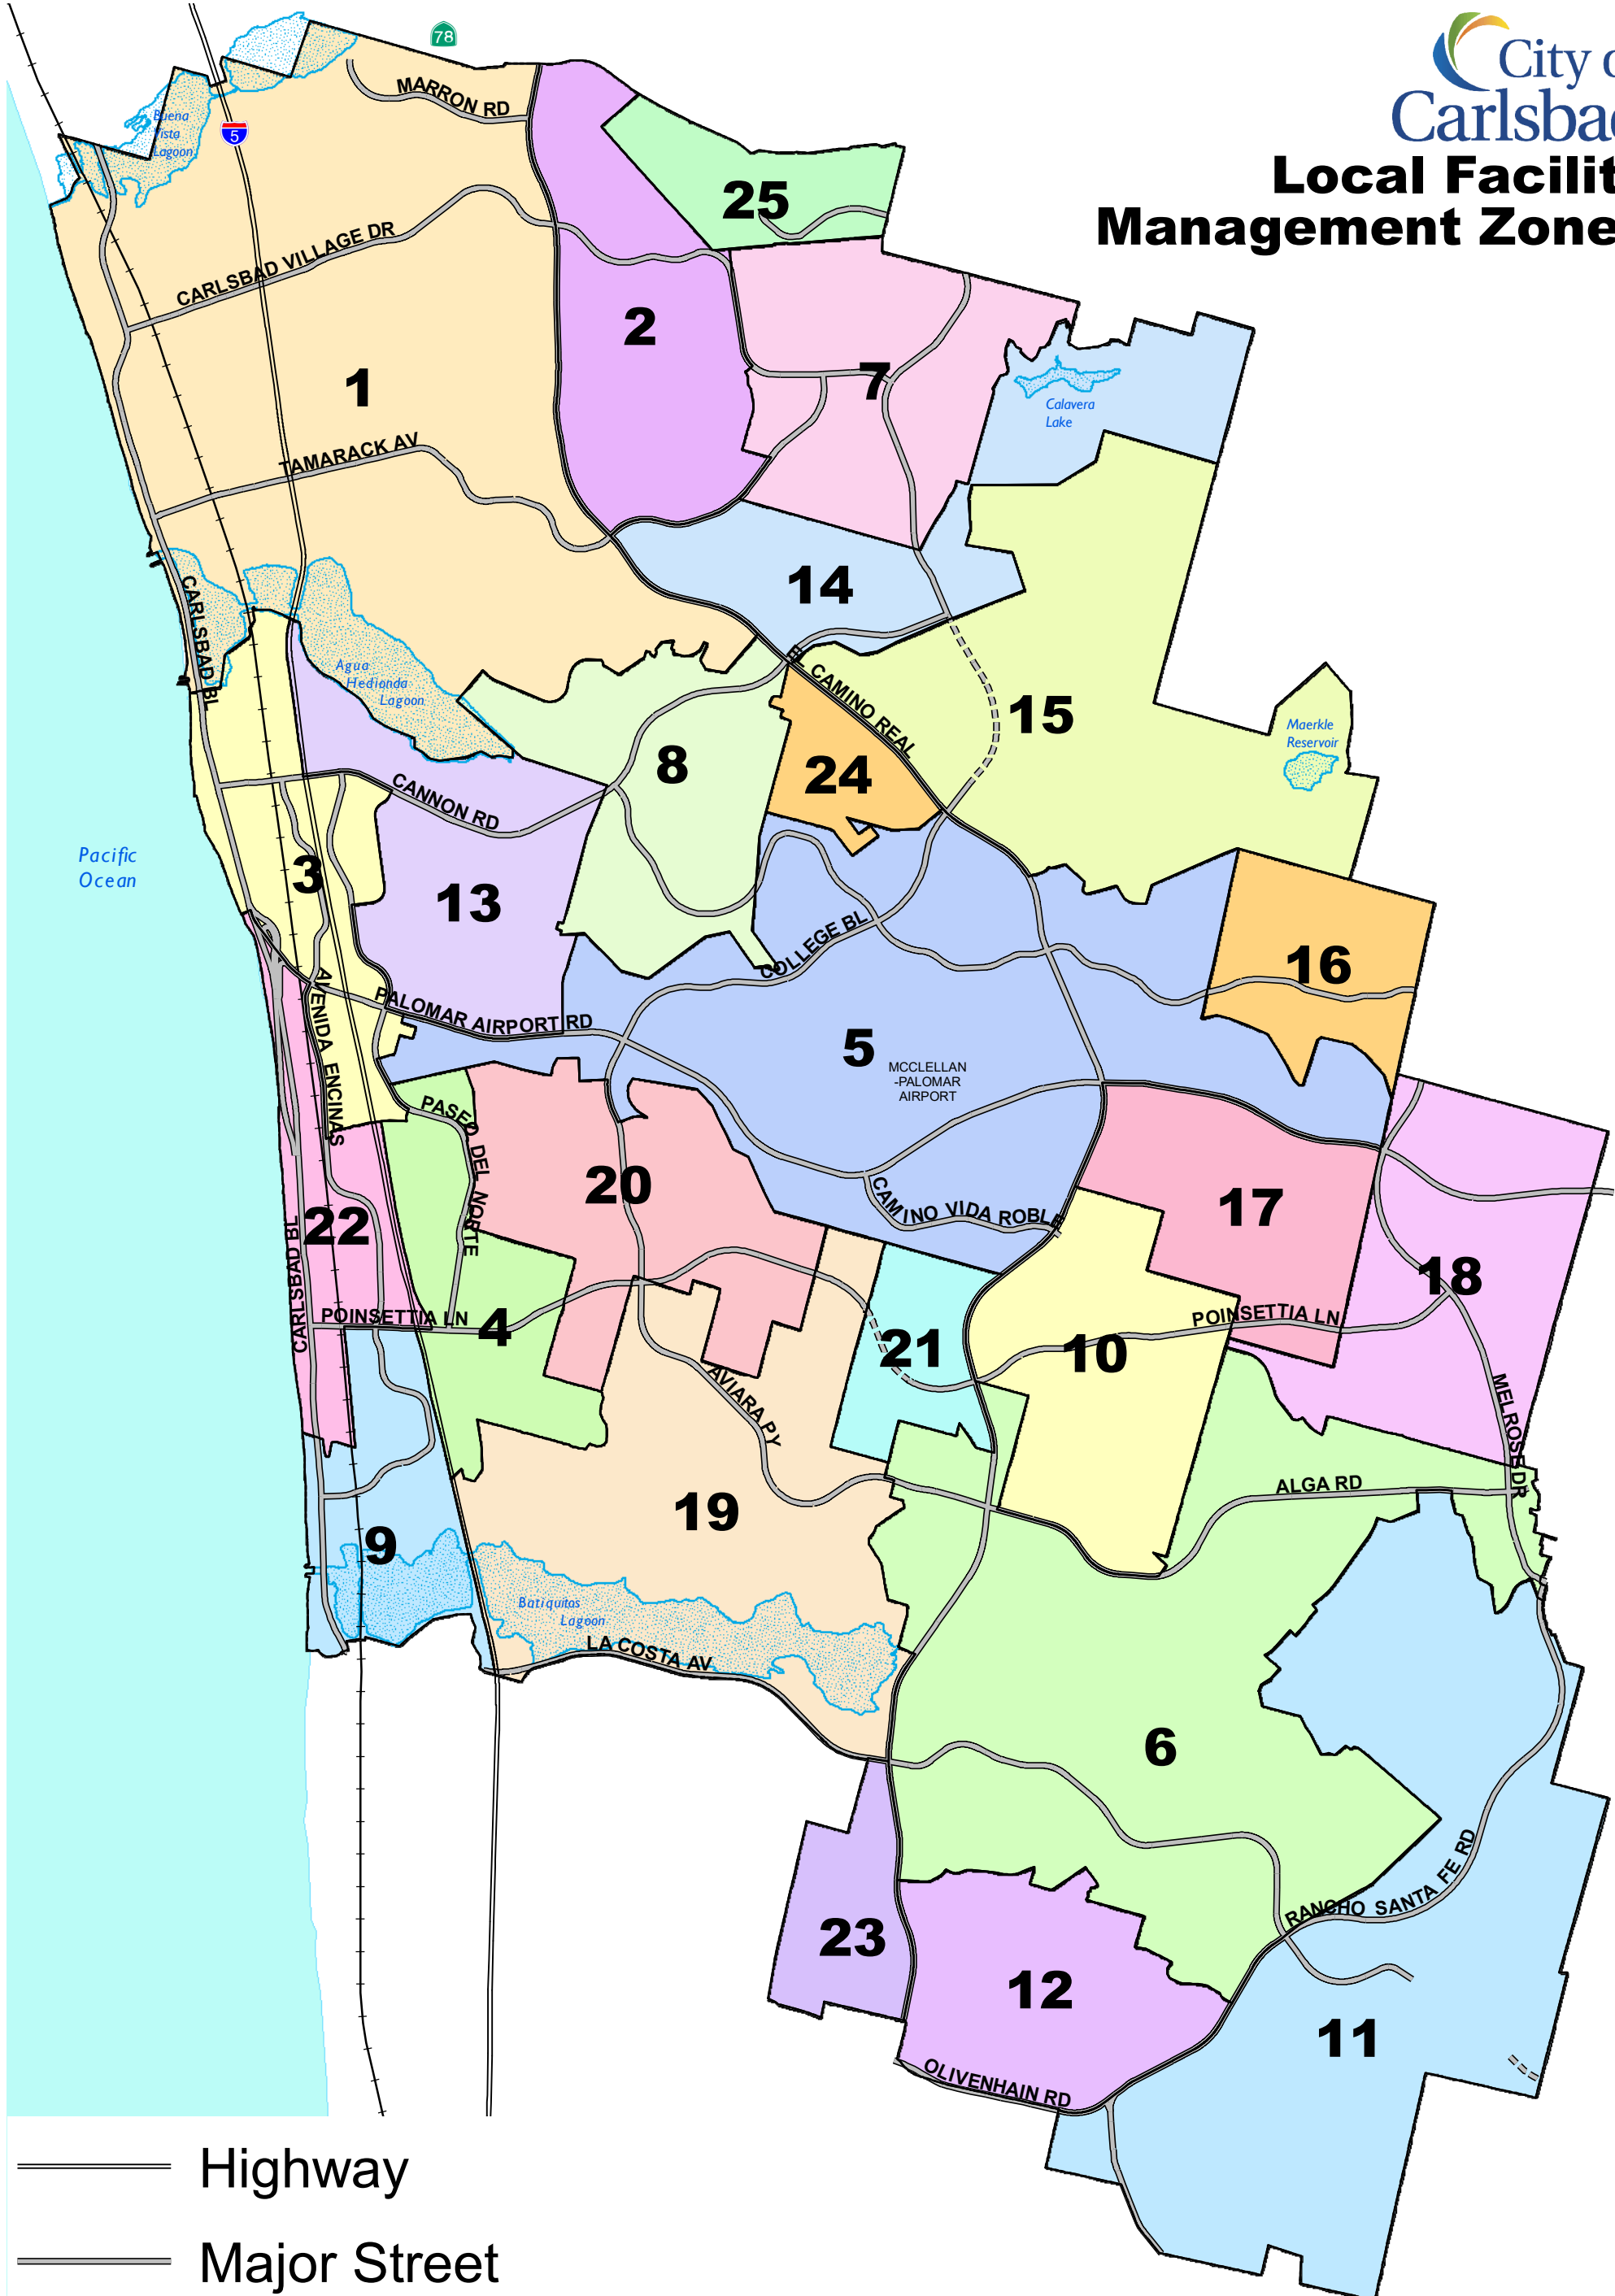 78
City o
Carlsbad
Local Facilit
Management Zone
MARRON RD
5
Buena
Vista
Lagoon
25
CARLSBAD VILLAGE DR
2
1
7
Calavera
Lake
TAMARACK AV
14
CARLSBAD BL
Agua
Hedionda
Lagoon
EL CAMINO REAL
15
Maerkle
Reservoir
8
24
CANNON RD
Pacific
Ocean
3
13
COLLEGE BL
16
AVENIDA ENCINAS
PALOMAR AIRPORT RD
5
MCCLELLAN
-PALOMAR
AIRPORT
PASEO DEL NORTE
20
CAMINO VIDA ROBLE
17
22
CARLSBAD BL
18
POINSETTIA LN
4
21
10
POINSETTIA LN
AVIARA PY
MELROSE DR
ALGA RD
19
9
Batiquitos
Lagoon
LA COSTA AV
6
RANCHO SANTA FE RD
23
12
11
OLIVENHAIN RD
Highway
Major Street